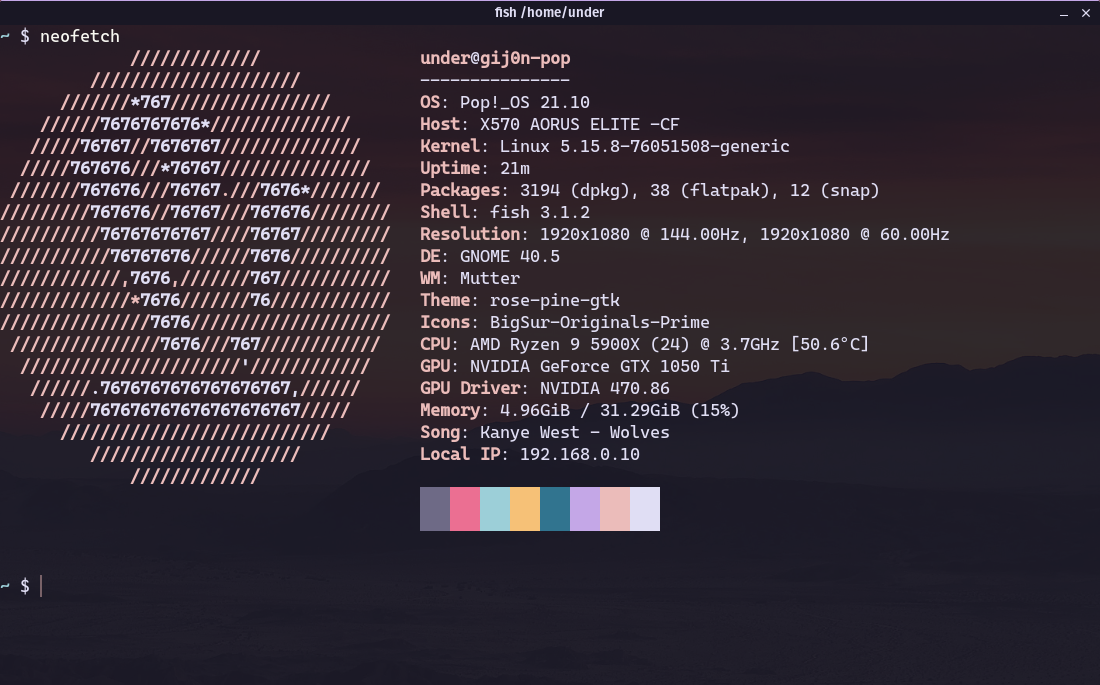 fish /home/under
~ $ neofetch
             /////////////
         /////////////////////
      ///////*767////////////////
    //////7676767676*//////////////
   /////76767//7676767//////////////
  /////767676///*76767///////////////
 ///////767676///76767.///7676*///////
/////////767676//76767///767676////////
//////////76767676767////76767/////////
///////////76767676//////7676//////////
////////////,7676,///////767///////////
/////////////*7676///////76////////////
///////////////7676////////////////////
 ///////////////7676///767////////////
  //////////////////////'////////////
   //////.7676767676767676767,//////
    /////767676767676767676767/////
      ///////////////////////////
         /////////////////////
             /////////////
under@gij0n-pop
---------------
OS: Pop!_OS 21.10
Host: X570 AORUS ELITE -CF
Kernel: Linux 5.15.8-76051508-generic
Uptime: 21m
Packages: 3194 (dpkg), 38 (flatpak), 12 (snap)
Shell: fish 3.1.2
Resolution: 1920x1080 @ 144.00Hz, 1920x1080 @ 60.00Hz
DE: GNOME 40.5
WM: Mutter
Theme: rose-pine-gtk
Icons: BigSur-Originals-Prime
CPU: AMD Ryzen 9 5900X (24) @ 3.7GHz [50.6°C]
GPU: NVIDIA GeForce GTX 1050 Ti
GPU Driver: NVIDIA 470.86
Memory: 4.96GiB / 31.29GiB (15%)
Song: Kanye West - Wolves
Local IP: 192.168.0.10
~ $